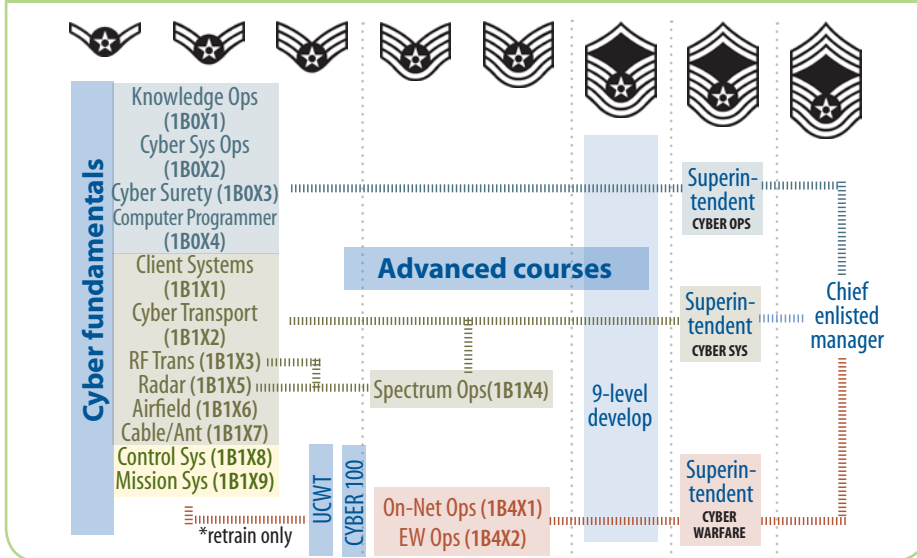 Cyber fundamentals
Knowledge Ops
(1B0X1)
Cyber Sys Ops
(1B0X2)
Cyber Surety (1B0X3)
Computer Programmer
(1B0X4)
Client Systems
(1B1X1)
Cyber Transport
(1B1X2)
RF Trans (1B1X3)
Radar (1B1X5)
Airfield (1B1X6)
Cable/Ant (1B1X7)
Control Sys (1B1X8)
Mission Sys (1B1X9)
*retrain only
UCWT
CYBER 100
Advanced courses
Spectrum Ops(1B1X4)
On-Net Ops (1B4X1)
EW Ops (1B4X2)
9-level
develop
Superin-
tendent
CYBER OPS
Superin-
tendent
CYBER SYS
Superin-
tendent
CYBER
WARFARE
Chief
enlisted
manager